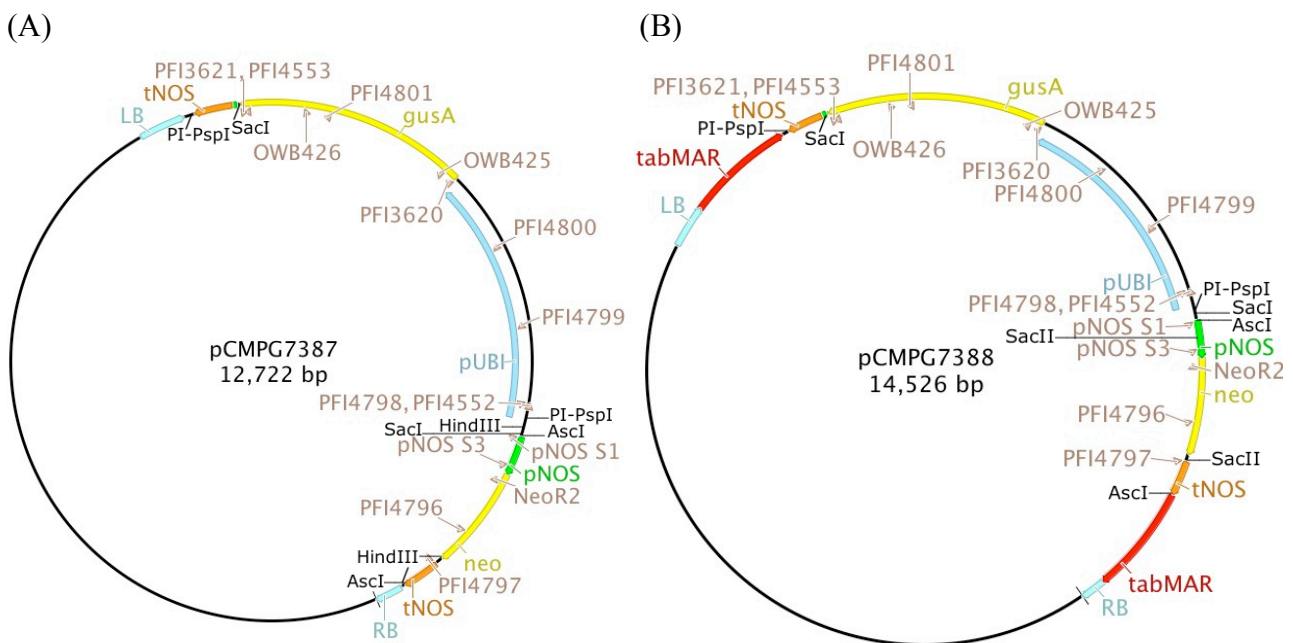 (A)
PFI3621, PFI4553
tNOS
PFI4801
LB
gusA
PI-PspI
SacI
OWB426
OWB425
PFI3620
PFI4800
PFI4799
pUBI
pCMPG7387
12,722 bp
PFI4798, PFI4552
PI-PspI
SacI
HindIII
AscI
pNOS S3
pNOS S1
pNOS
NeoR2
PFI4796
HindIII
neo
AscI
PFI4797
tNOS
RB
(B)
PFI4801
PFI3621, PFI4553
gusA
tNOS
OWB425
PI-PspI
SacI
OWB426
tabMAR
PFI3620
PFI4800
LB
PFI4799
pUBI
PFI4798, PFI4552
PI-PspI
SacI
pNOS S1
AscI
SacII
pNOS S3
pNOS
pCMPG7388
14,526 bp
NeoR2
neo
PFI4796
PFI4797
SacII
AscI
tNOS
tabMAR
RB